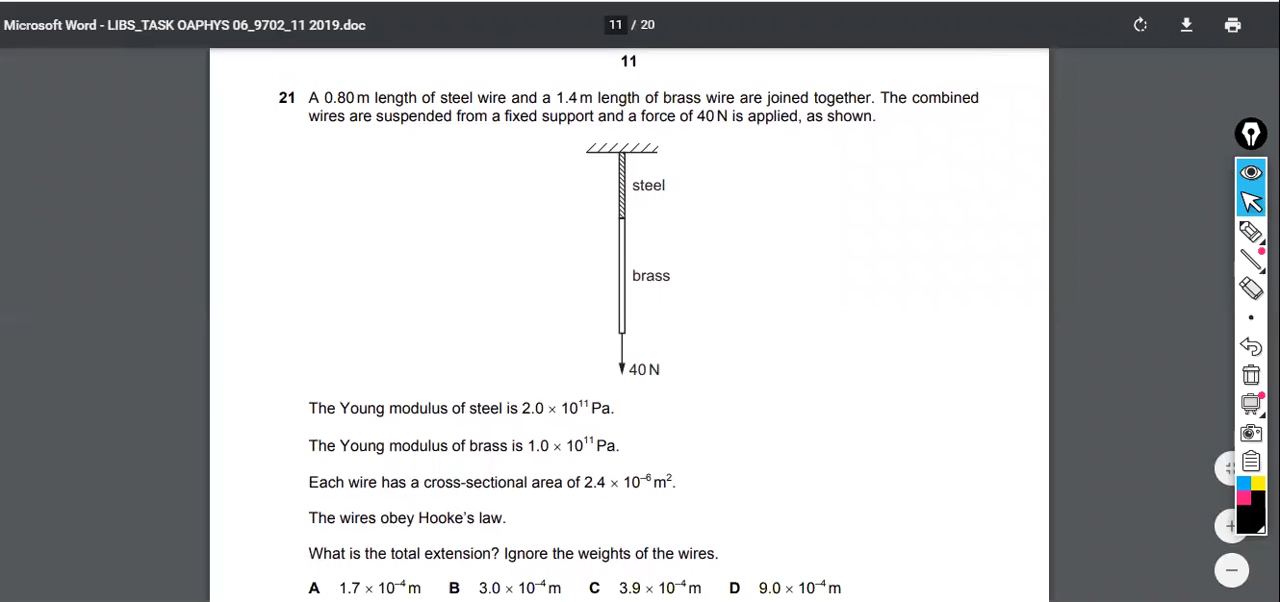 Microsoft Word - LIBS_TASK OAPHYS 06_9702_11 2019.doc
11 / 20
11
21 A 0.80 m length of steel wire and a 1.4 m length of brass wire are joined together. The combined
wires are suspended from a fixed support and a force of 40 N is applied, as shown.
steel
brass
40 N
The Young modulus of steel is 2.0 × 10¹¹ Pa.
The Young modulus of brass is 1.0 × 10¹¹ Pa.
Each wire has a cross-sectional area of 2.4 × 10⁻⁶ m².
The wires obey Hooke's law.
What is the total extension? Ignore the weights of the wires.
A 1.7 × 10⁻⁴ m B 3.0 × 10⁻⁴ m C 3.9 × 10⁻⁴ m D 9.0 × 10⁻⁴ m